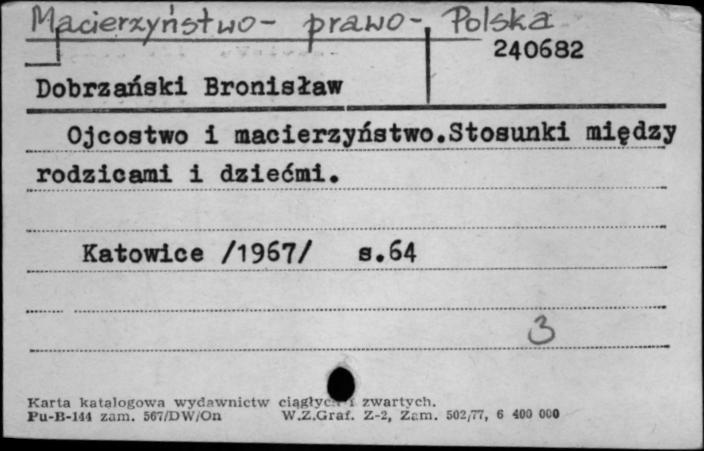 Macierzyństwo - prawo - Polska
240682
Dobrzański Bronisław
Ojcostwo i macierzyństwo.Stosunki między
rodzicami i dziećmi.
Katowice /1967/ s.64
3
Karta katalogowa wydawnictw ciągłych i zwartych.
Pu-B-144 zam. 567/DW/On W.Z.Graf. Z-2, Zam. 502/77, 6 400 000